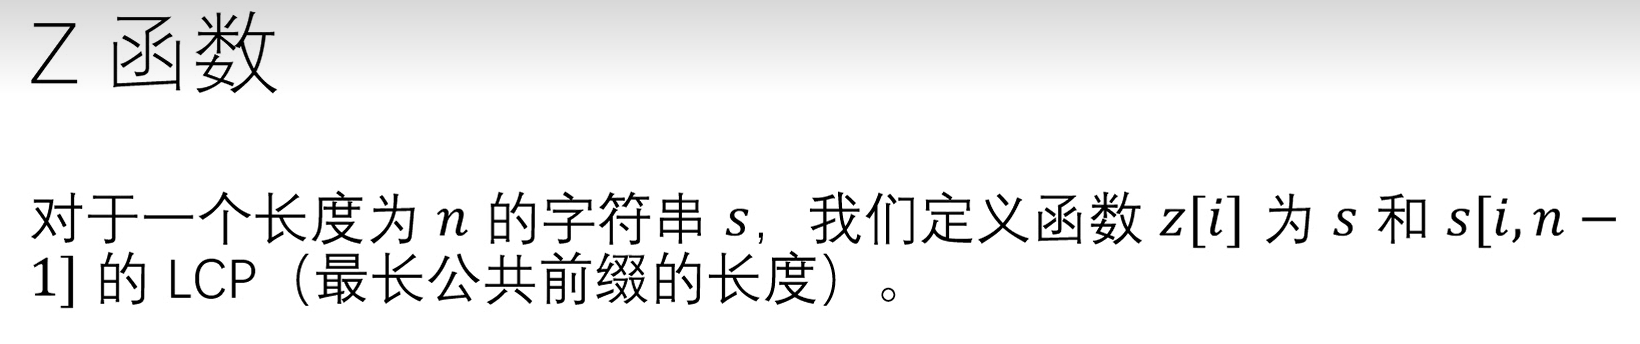 Z 函数
对于一个长度为 n 的字符串 s，我们定义函数 z[i] 为 s 和 s[i, n −
1] 的 LCP（最长公共前缀的长度）。